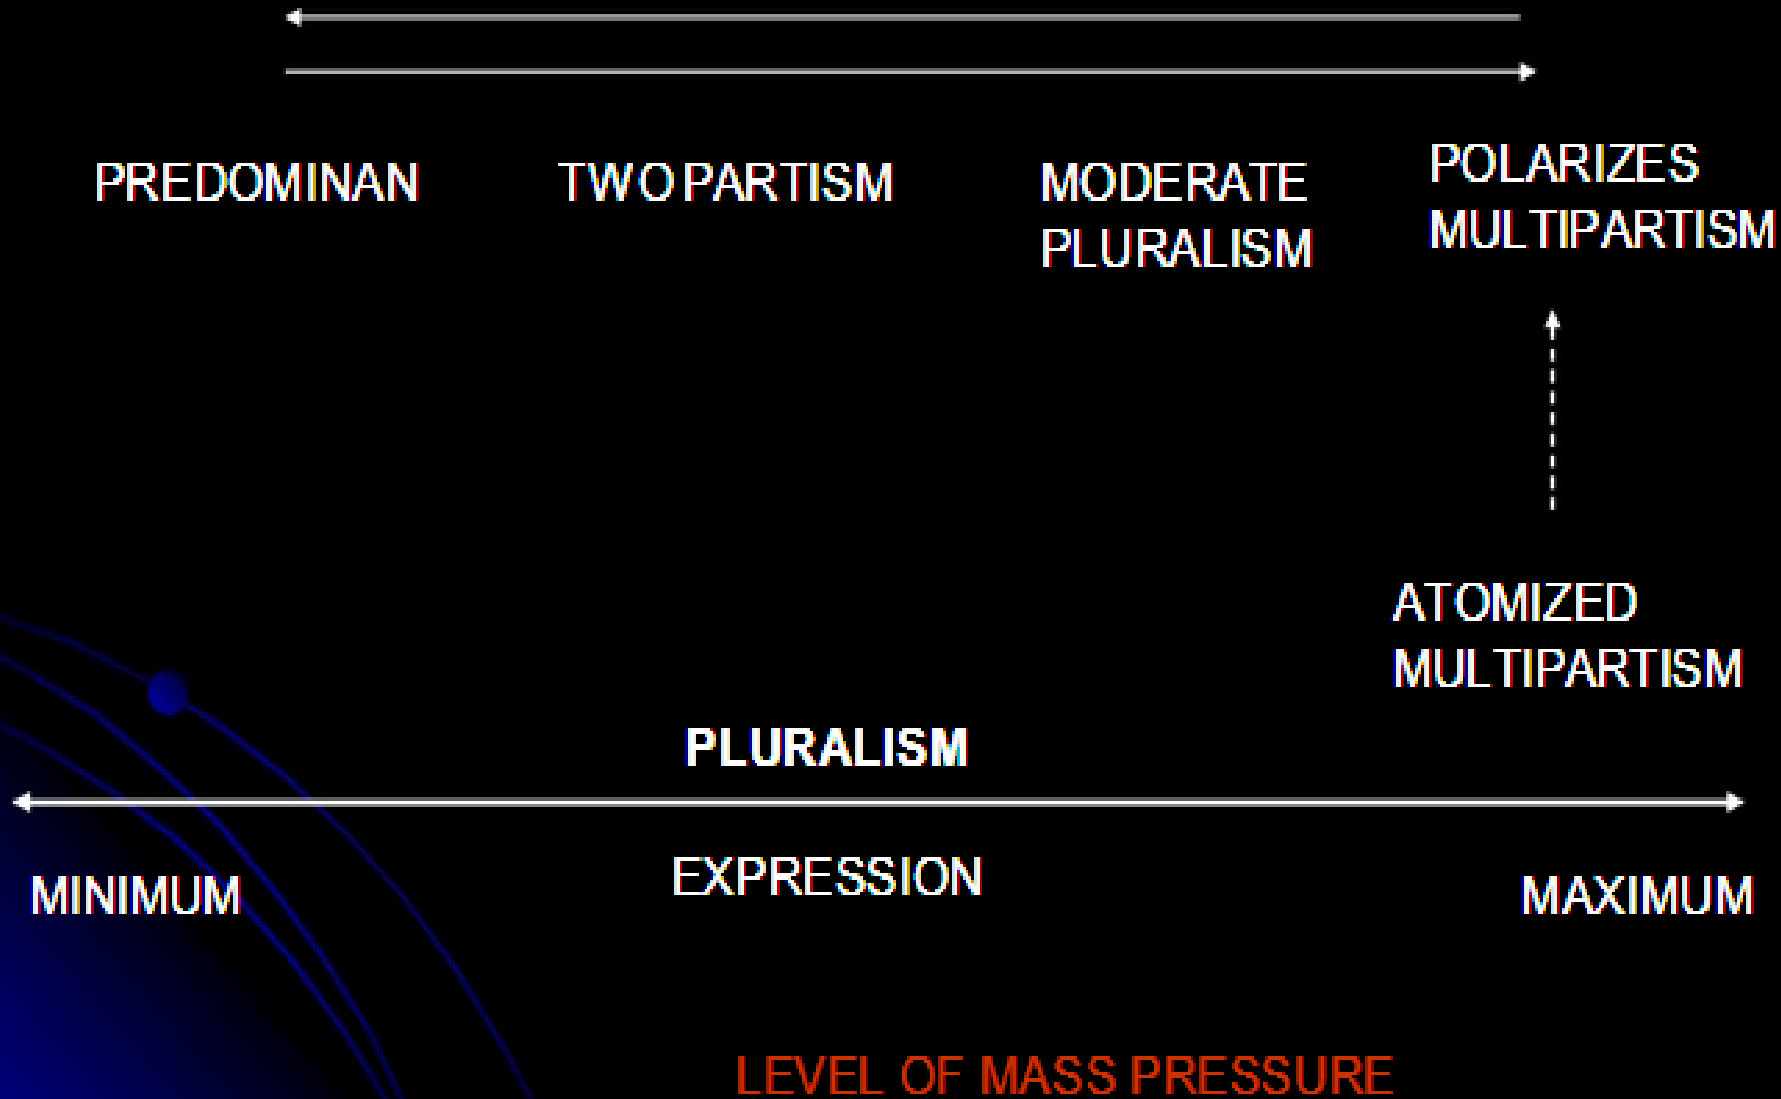 PREDOMINAN
TWO PARTISM
MODERATE
PLURALISM
POLARIZES
MULTIPARTISM
ATOMIZED
MULTIPARTISM
PLURALISM
EXPRESSION
MINIMUM
MAXIMUM
LEVEL OF MASS PRESSURE